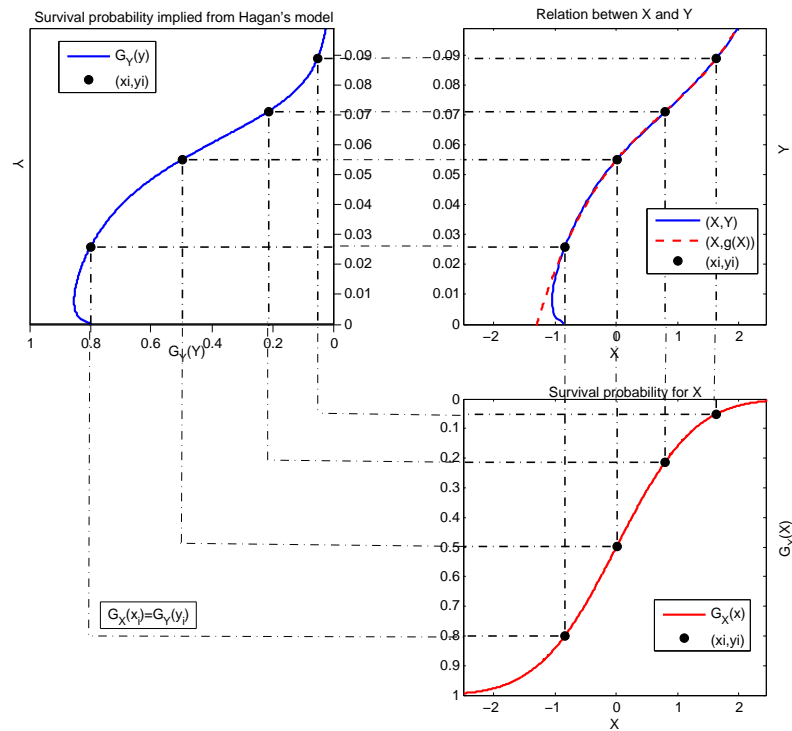 Survival probability implied from Hagan's model
G_Y(y)
(xi,yi)
Y
0.09
0.08
0.07
0.06
0.05
0.04
0.03
0.02
0.01
0
1
0.8
0.6
0.4
0.2
0
G_Y(Y)
Relation betwen X and Y
0.09
0.08
0.07
0.06
0.05
0.04
0.03
0.02
0.01
0
Y
(X,Y)
(X,g(X))
(xi,yi)
−2
−1
0
1
2
X
Survival probability for X
0
0.1
0.2
0.3
0.4
0.5
0.6
0.7
0.8
0.9
1
G_X(X)
G_X(x)
(xi,yi)
−2
−1
0
1
2
X
G_X(x_i)=G_Y(y_i)